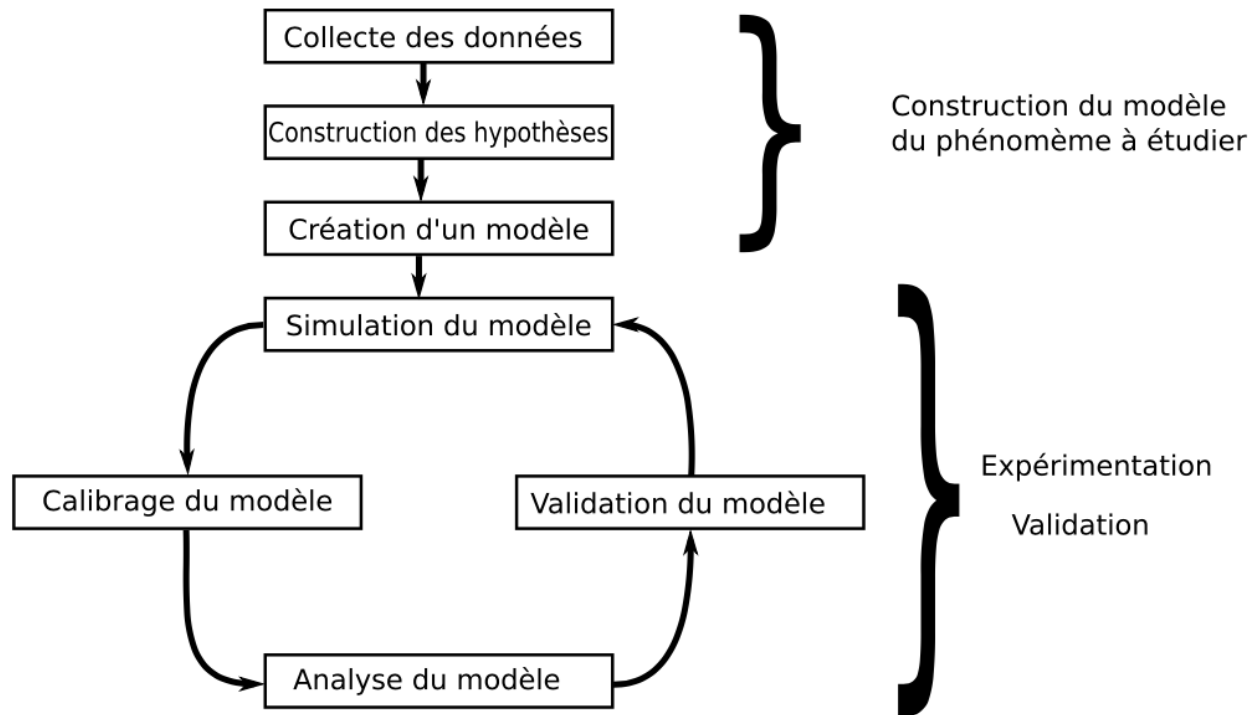 Collecte des données
Construction des hypothèses
Création d'un modèle
Construction du modèle
du phénomème à étudier
Simulation du modèle
Calibrage du modèle
Validation du modèle
Analyse du modèle
Expérimentation
Validation